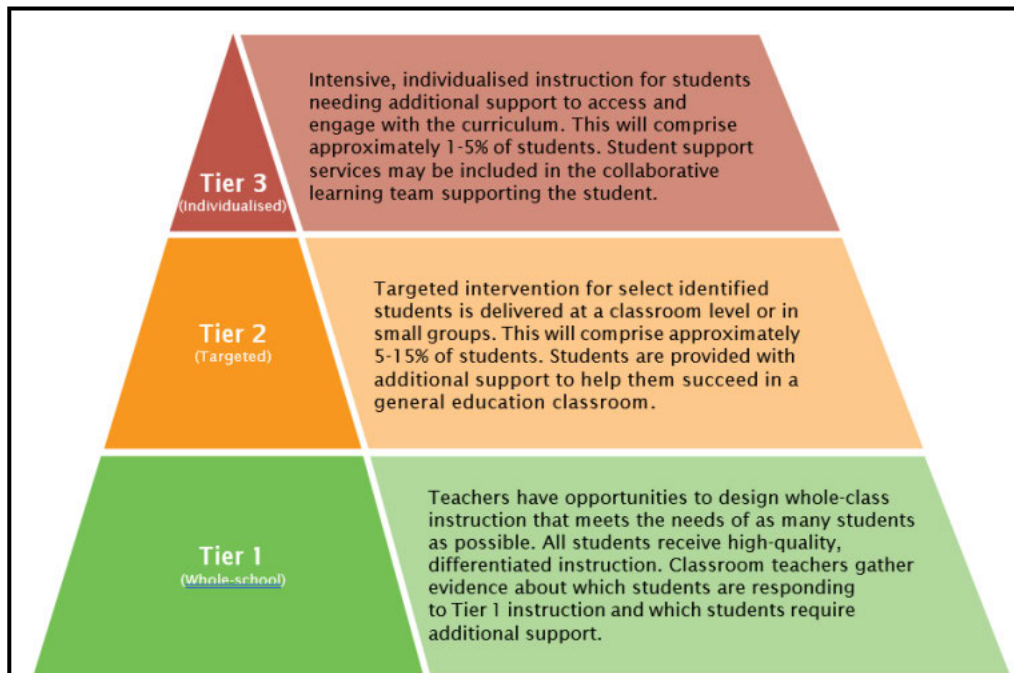 Tier 3
(Individualised)
Intensive, individualised instruction for students
needing additional support to access and
engage with the curriculum. This will comprise
approximately 1-5% of students. Student support
services may be included in the collaborative
learning team supporting the student.
Tier 2
(Targeted)
Targeted intervention for select identified
students is delivered at a classroom level or in
small groups. This will comprise approximately
5-15% of students. Students are provided with
additional support to help them succeed in a
general education classroom.
Tier 1
(Whole-school)
Teachers have opportunities to design whole-class
instruction that meets the needs of as many students
as possible. All students receive high-quality,
differentiated instruction. Classroom teachers gather
evidence about which students are responding
to Tier 1 instruction and which students require
additional support.